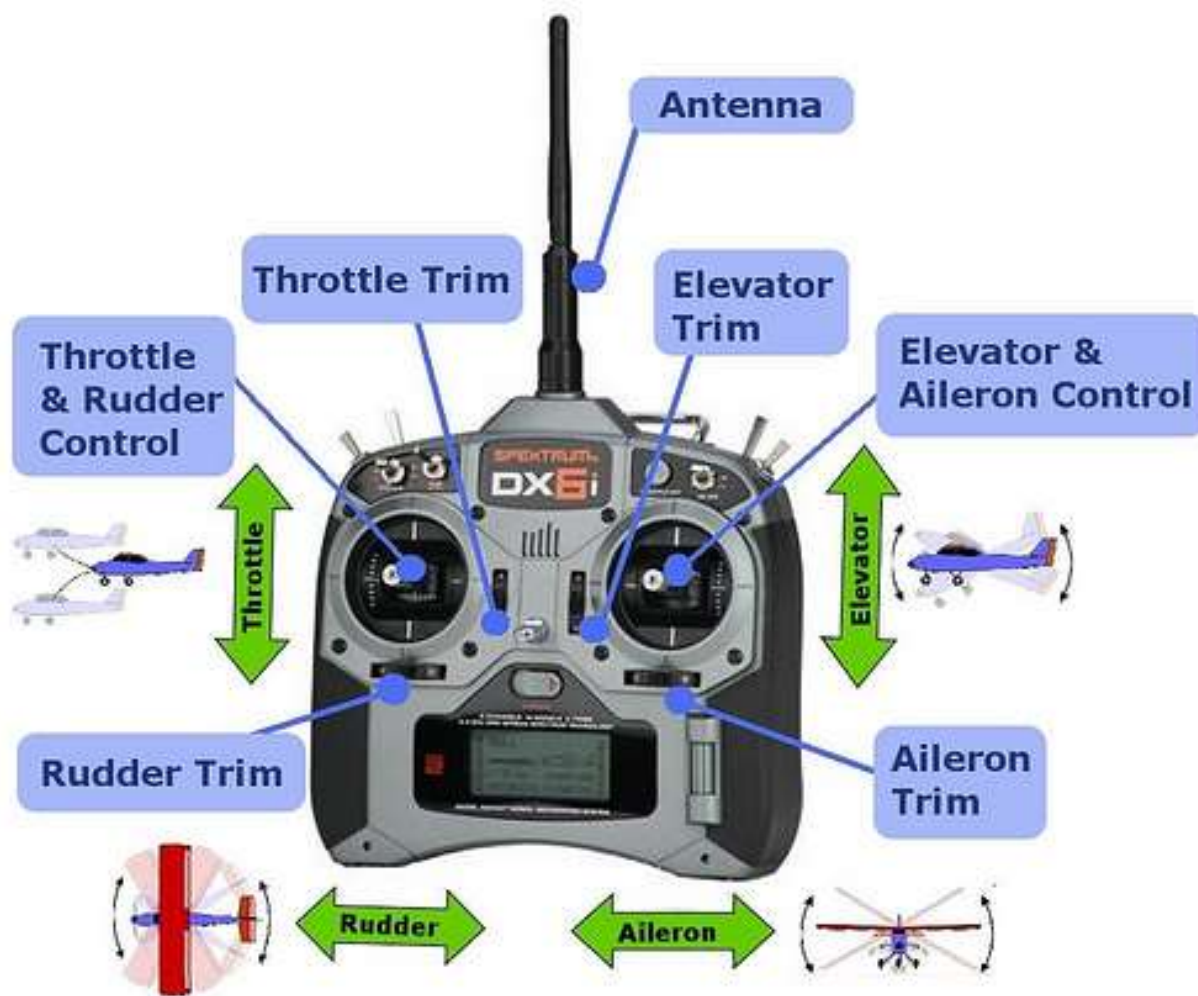 Antenna
Throttle Trim
Elevator
Trim
Throttle
& Rudder
Control
Elevator &
Aileron Control
SPEKTRUM
DX6i
Throttle
Elevator
Rudder Trim
Aileron
Trim
Rudder
Aileron